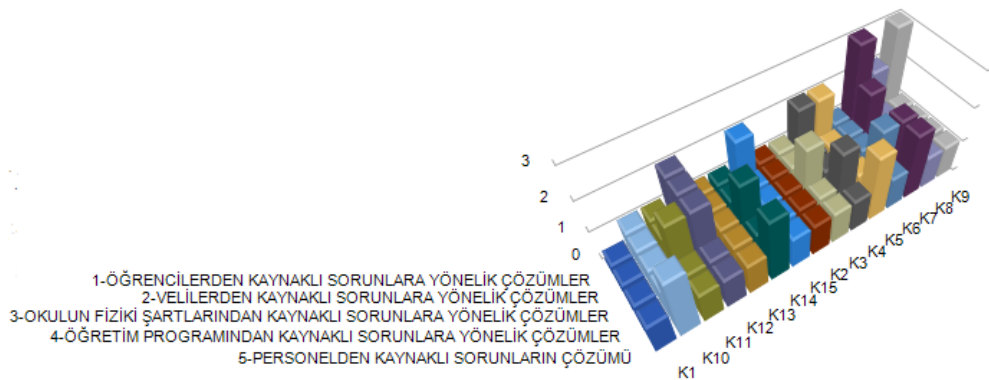 3
2
1
0
1-ÖĞRENCİLERDEN KAYNAKLI SORUNLARA YÖNELİK ÇÖZÜMLER
2-VELİLERDEN KAYNAKLI SORUNLARA YÖNELİK ÇÖZÜMLER
3-OKULUN FİZİKİ ŞARTLARINDAN KAYNAKLI SORUNLARA YÖNELİK ÇÖZÜMLER
4-ÖĞRETİM PROGRAMINDAN KAYNAKLI SORUNLARA YÖNELİK ÇÖZÜMLER
5-PERSONELDEN KAYNAKLI SORUNLARIN ÇÖZÜMÜ
K1
K10
K11
K12
K13
K14
K15
K2
K3
K4
K5
K6
K7
K8
K9